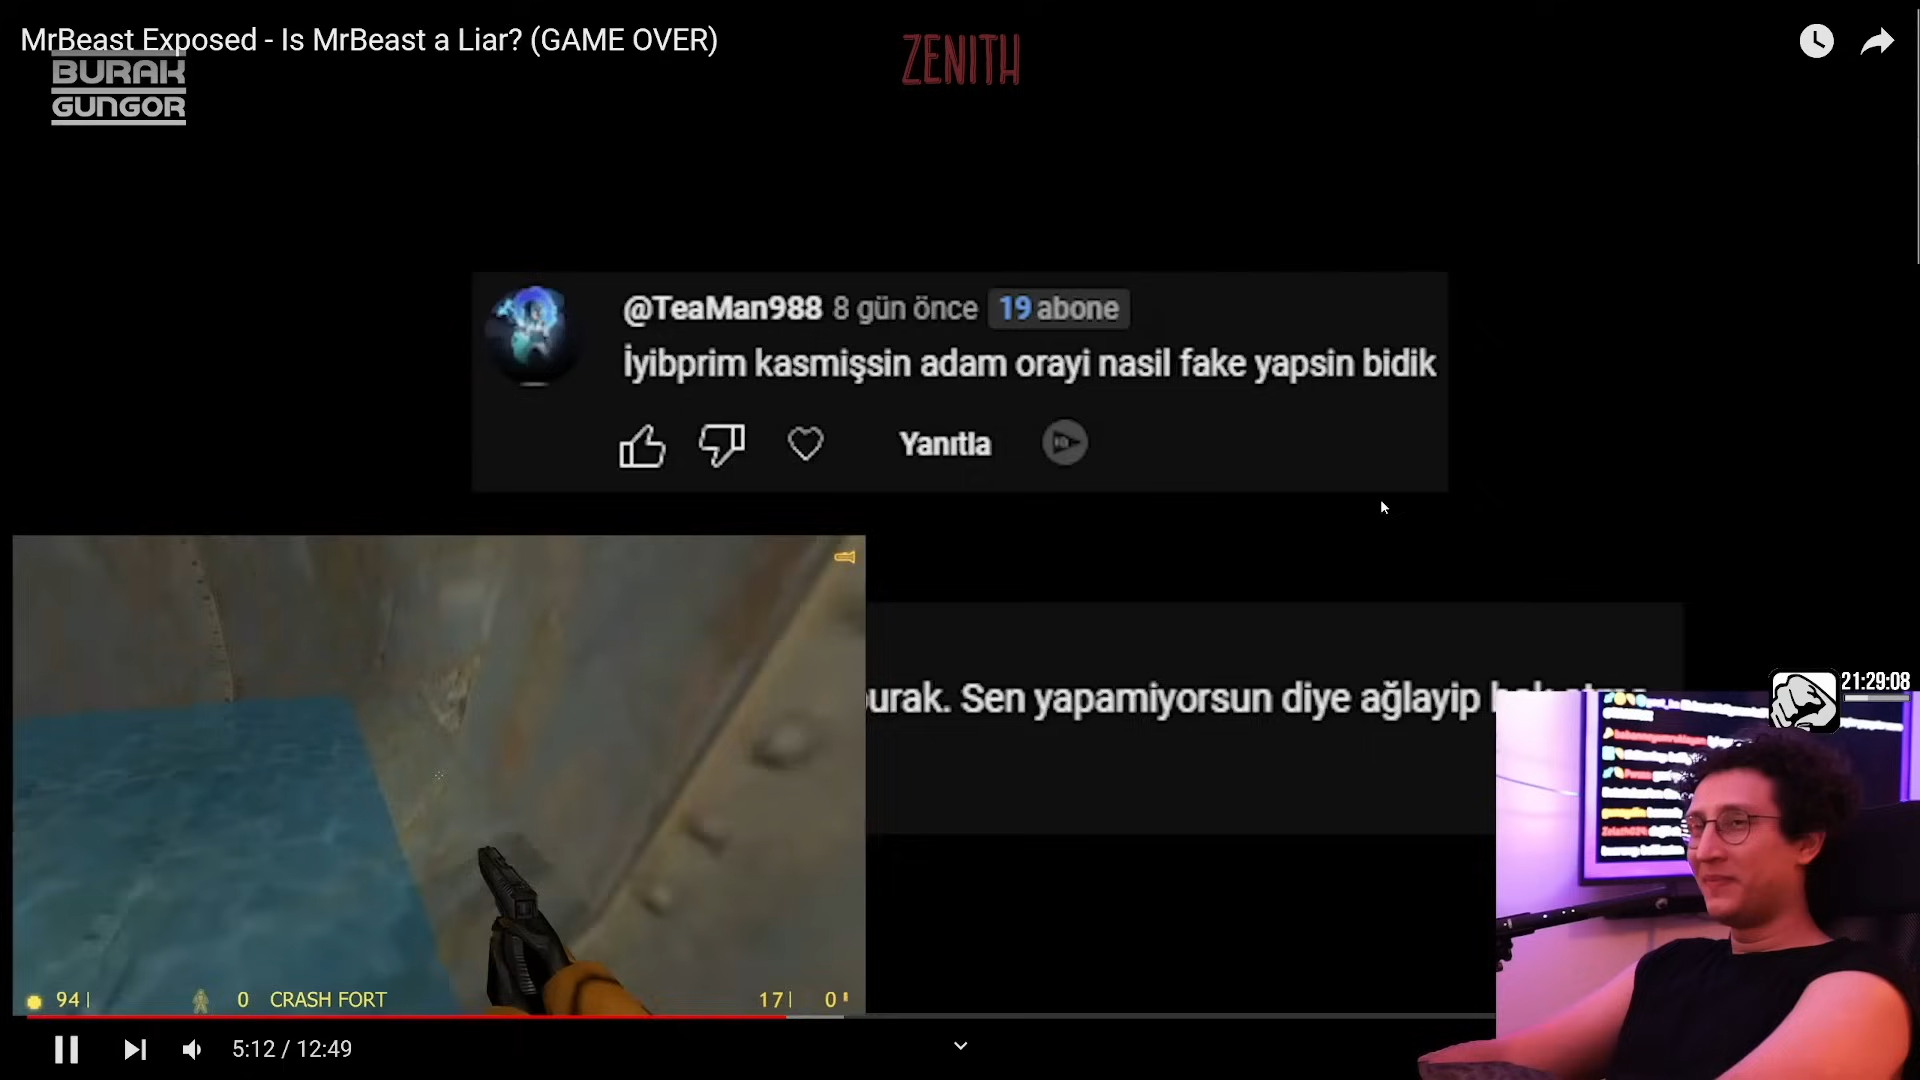 MrBeast Exposed - Is MrBeast a Liar? (GAME OVER)
BURAK
GUNGOR
ZENITH
@TeaMan988 8 gün önce 19 abone
İyibprim kasmişsin adam orayi nasil fake yapsin bidik
Yanıtla
urak. Sen yapamiyorsun diye ağlayip
21:29:08
94
0 CRASH FORT
17 0
5:12 / 12:49